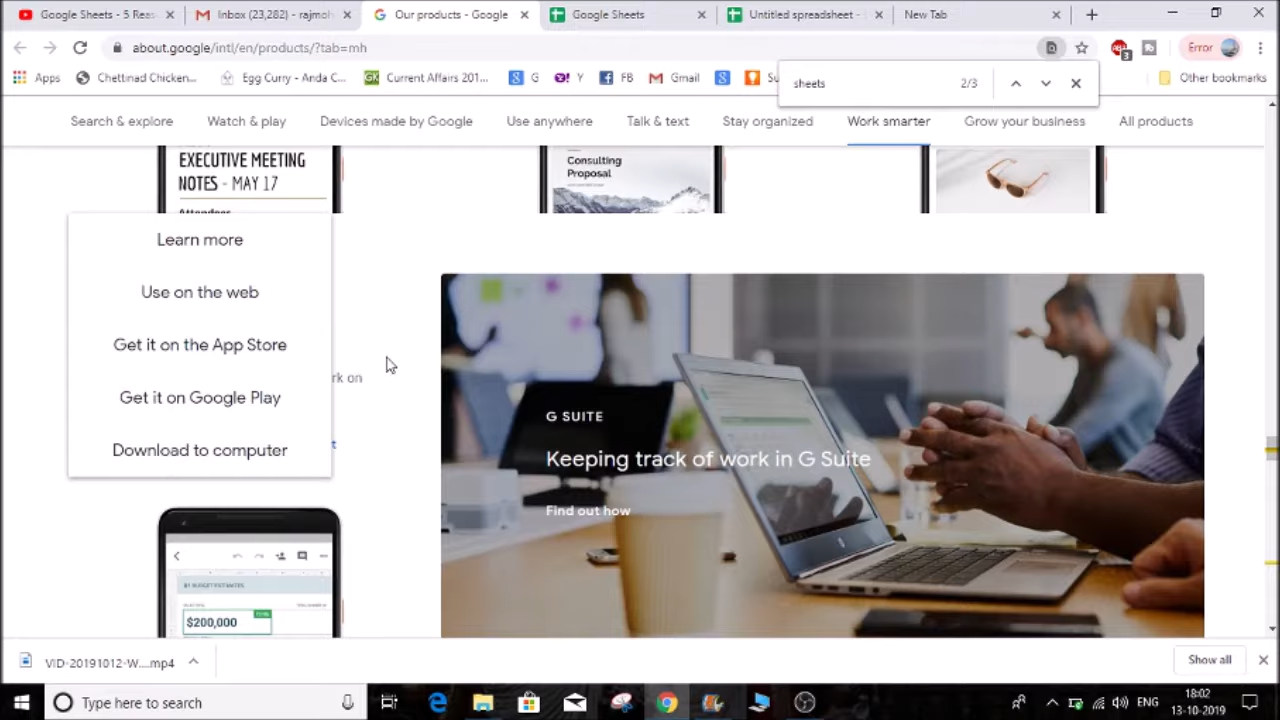 Google Sheets - 5 Reas
Inbox (23,282) - rajmoh
Our products - Google
Google Sheets
Untitled spreadsheet -
New Tab
about.google/intl/en/products/?tab=mh
3
Error
Apps
Chettinad Chicken...
Egg Curry - Anda C...
GK
Current Affairs 201...
G
Y
FB
Gmail
Su
sheets
2/3
Other bookmarks
Search & explore
Watch & play
Devices made by Google
Use anywhere
Talk & text
Stay organized
Work smarter
Grow your business
All products
EXECUTIVE MEETING
NOTES - MAY 17
Attendees
Consulting
Proposal
Learn more
Use on the web
Get it on the App Store
Get it on Google Play
Download to computer
rk on
t
G SUITE
Keeping track of work in G Suite
Find out how
$200,000
VID-20191012-W....mp4
Show all
Type here to search
ENG
18:02
13-10-2019